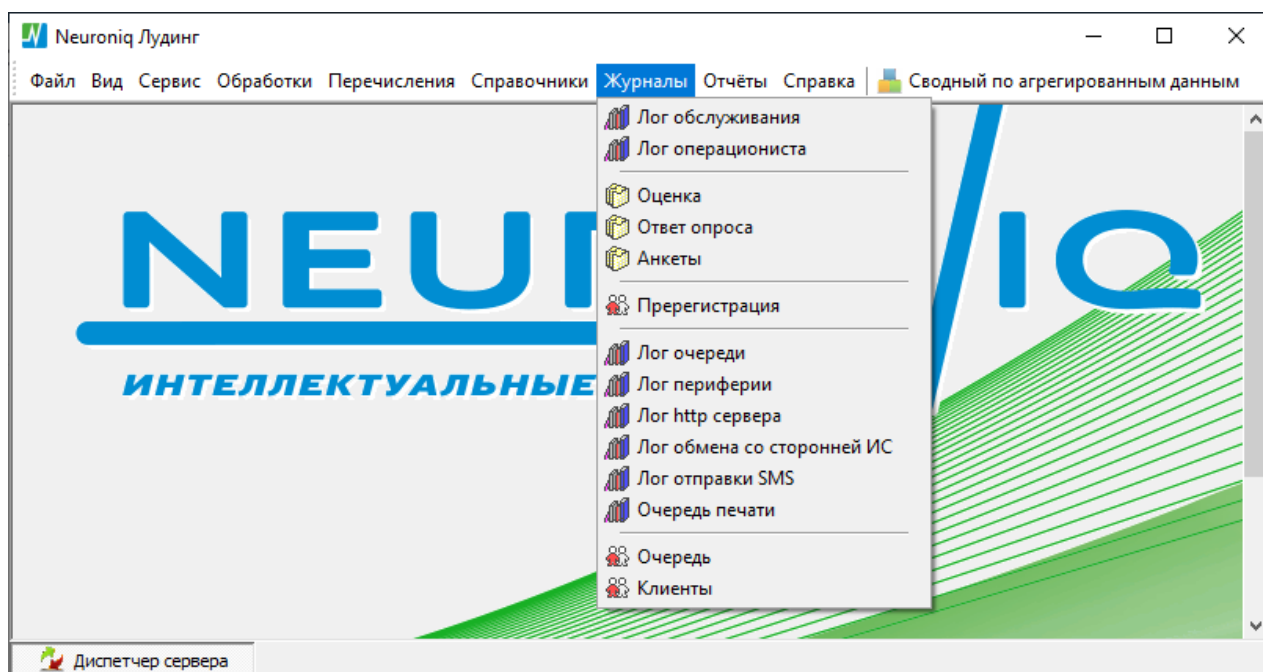 Neuroniq Лудинг
Файл Вид Сервис Обработки Перечисления Справочники Журналы Отчёты Справка Сводный по агрегированным данным
Лог обслуживания
Лог операциониста
Оценка
Ответ опроса
Анкеты
Пререгистрация
Лог очереди
Лог периферии
Лог http сервера
Лог обмена со сторонней ИС
Лог отправки SMS
Очередь печати
Очередь
Клиенты
ИНТЕЛЛЕКТУАЛЬНЫЕ
Диспетчер сервера